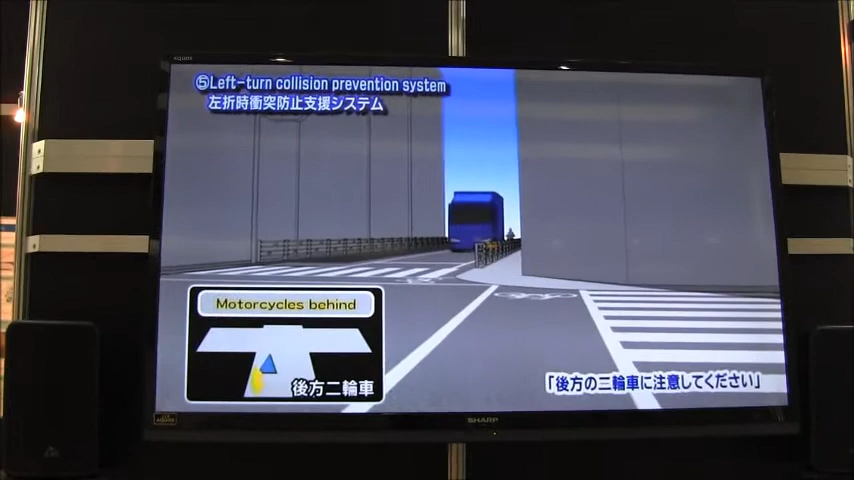 AQUOS
⑤Left-turn collision prevention system
左折時衝突防止支援システム
Motorcycles behind
後方二輪車
「後方の二輪車に注意してください」
SHARP